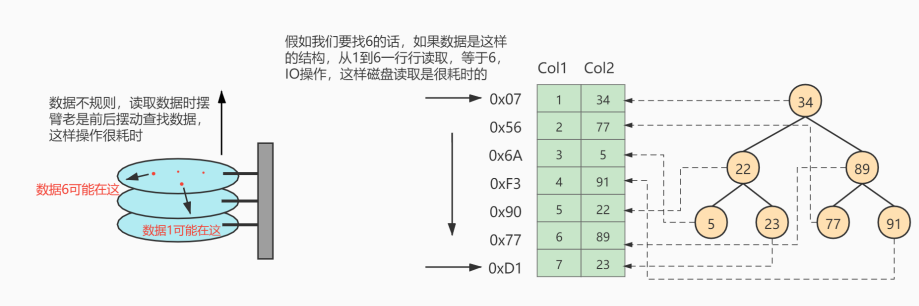 假如我们要找6的话，如果数据是这样
的结构，从1到6一行行读取，等于6，
IO操作，这样磁盘读取是很耗时的
数据不规则，读取数据时摆
臂老是前后摆动查找数据，
这样操作很耗时
数据6可能在这
数据1可能在这
Col1 Col2
0x07 1 34
0x56 2 77
0x6A 3 5
0xF3 4 91
0x90 5 22
0x77 6 89
0xD1 7 23
34
22 89
5 23 77 91